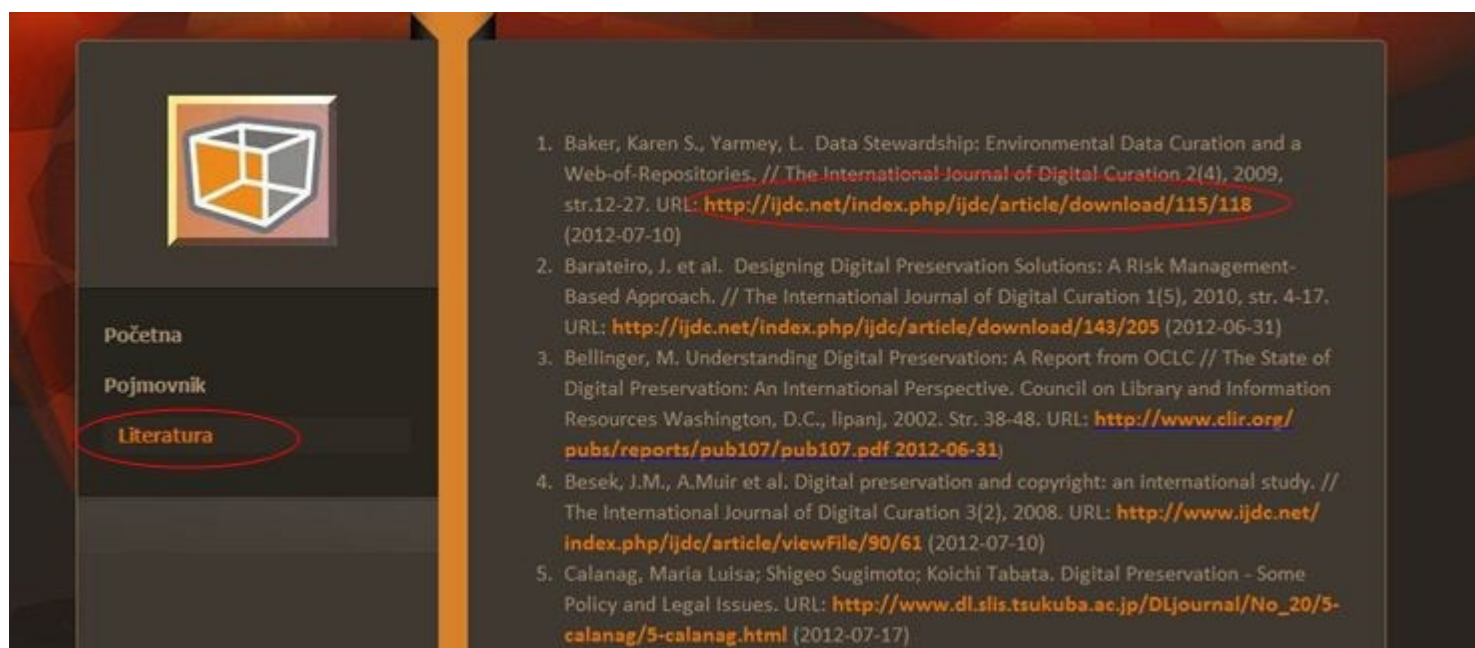 Početna
Pojmovnik
Literatura
1. Baker, Karen S., Yarmey, L. Data Stewardship: Environmental Data Curation and a
Web-of-Repositories. // The International Journal of Digital Curation 2(4), 2009,
str.12-27. URL: http://ijdc.net/index.php/ijdc/article/download/115/118
(2012-07-10)
2. Barateiro, J. et al. Designing Digital Preservation Solutions: A Risk Management-
Based Approach. // The International Journal of Digital Curation 1(5), 2010, str. 4-17.
URL: http://ijdc.net/index.php/ijdc/article/download/143/205 (2012-06-31)
3. Bellinger, M. Understanding Digital Preservation: A Report from OCLC // The State of
Digital Preservation: An International Perspective. Council on Library and Information
Resources Washington, D.C., lipanj, 2002. Str. 38-48. URL: http://www.clir.org/
pubs/reports/pub107/pub107.pdf 2012-06-31)
4. Besek, J.M., A.Muir et al. Digital preservation and copyright: an international study. //
The International Journal of Digital Curation 3(2), 2008. URL: http://www.ijdc.net/
index.php/ijdc/article/viewFile/90/61 (2012-07-10)
5. Calanag, Maria Luisa; Shigeo Sugimoto; Koichi Tabata. Digital Preservation - Some
Policy and Legal Issues. URL: http://www.dl.slis.tsukuba.ac.jp/DLjournal/No_20/5-
calanag/5-calanag.html (2012-07-17)